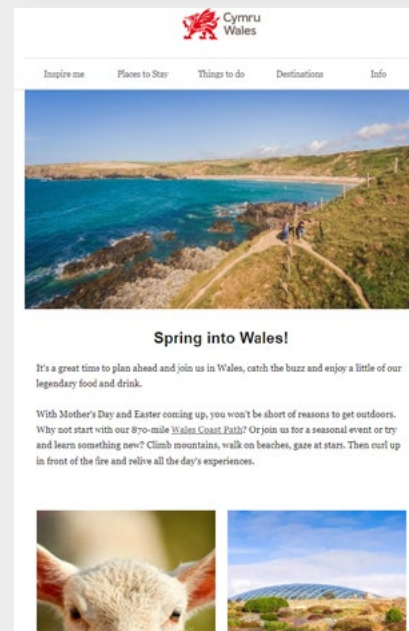 Cymru
Wales
Inspire me Places to Stay Things to do Destinations Info
Spring into Wales!
It's a great time to plan ahead and join us in Wales, catch the buzz and enjoy a little of our
legendary food and drink.
With Mother's Day and Easter coming up, you won't be short of reasons to get outdoors.
Why not start with our 870-mile Wales Coast Path? Or join us for a seasonal event or try
and learn something new? Climb mountains, walk on beaches, gaze at stars. Then curl up
in front of the fire and relive all the day's experiences.